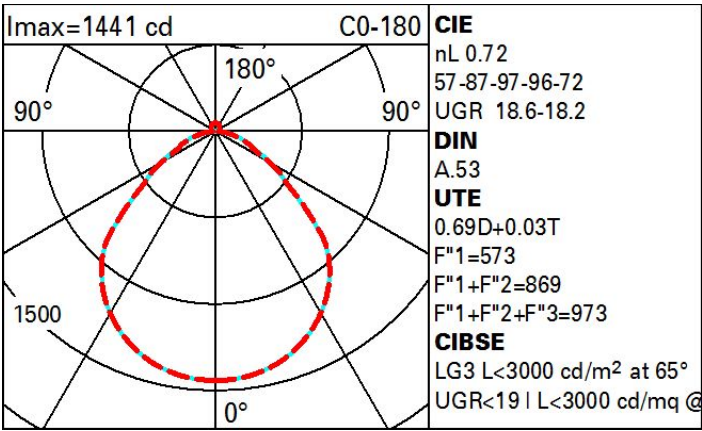 Imax=1441 cd C0-180
180°
90° 90°
1500
0°
CIE
nL 0.72
57-87-97-96-72
UGR 18.6-18.2
DIN
A.53
UTE
0.69D+0.03T
F"1=573
F"1+F"2=869
F"1+F"2+F"3=973
CIBSE
LG3 L<3000 cd/m² at 65°
UGR<19 | L<3000 cd/mq @